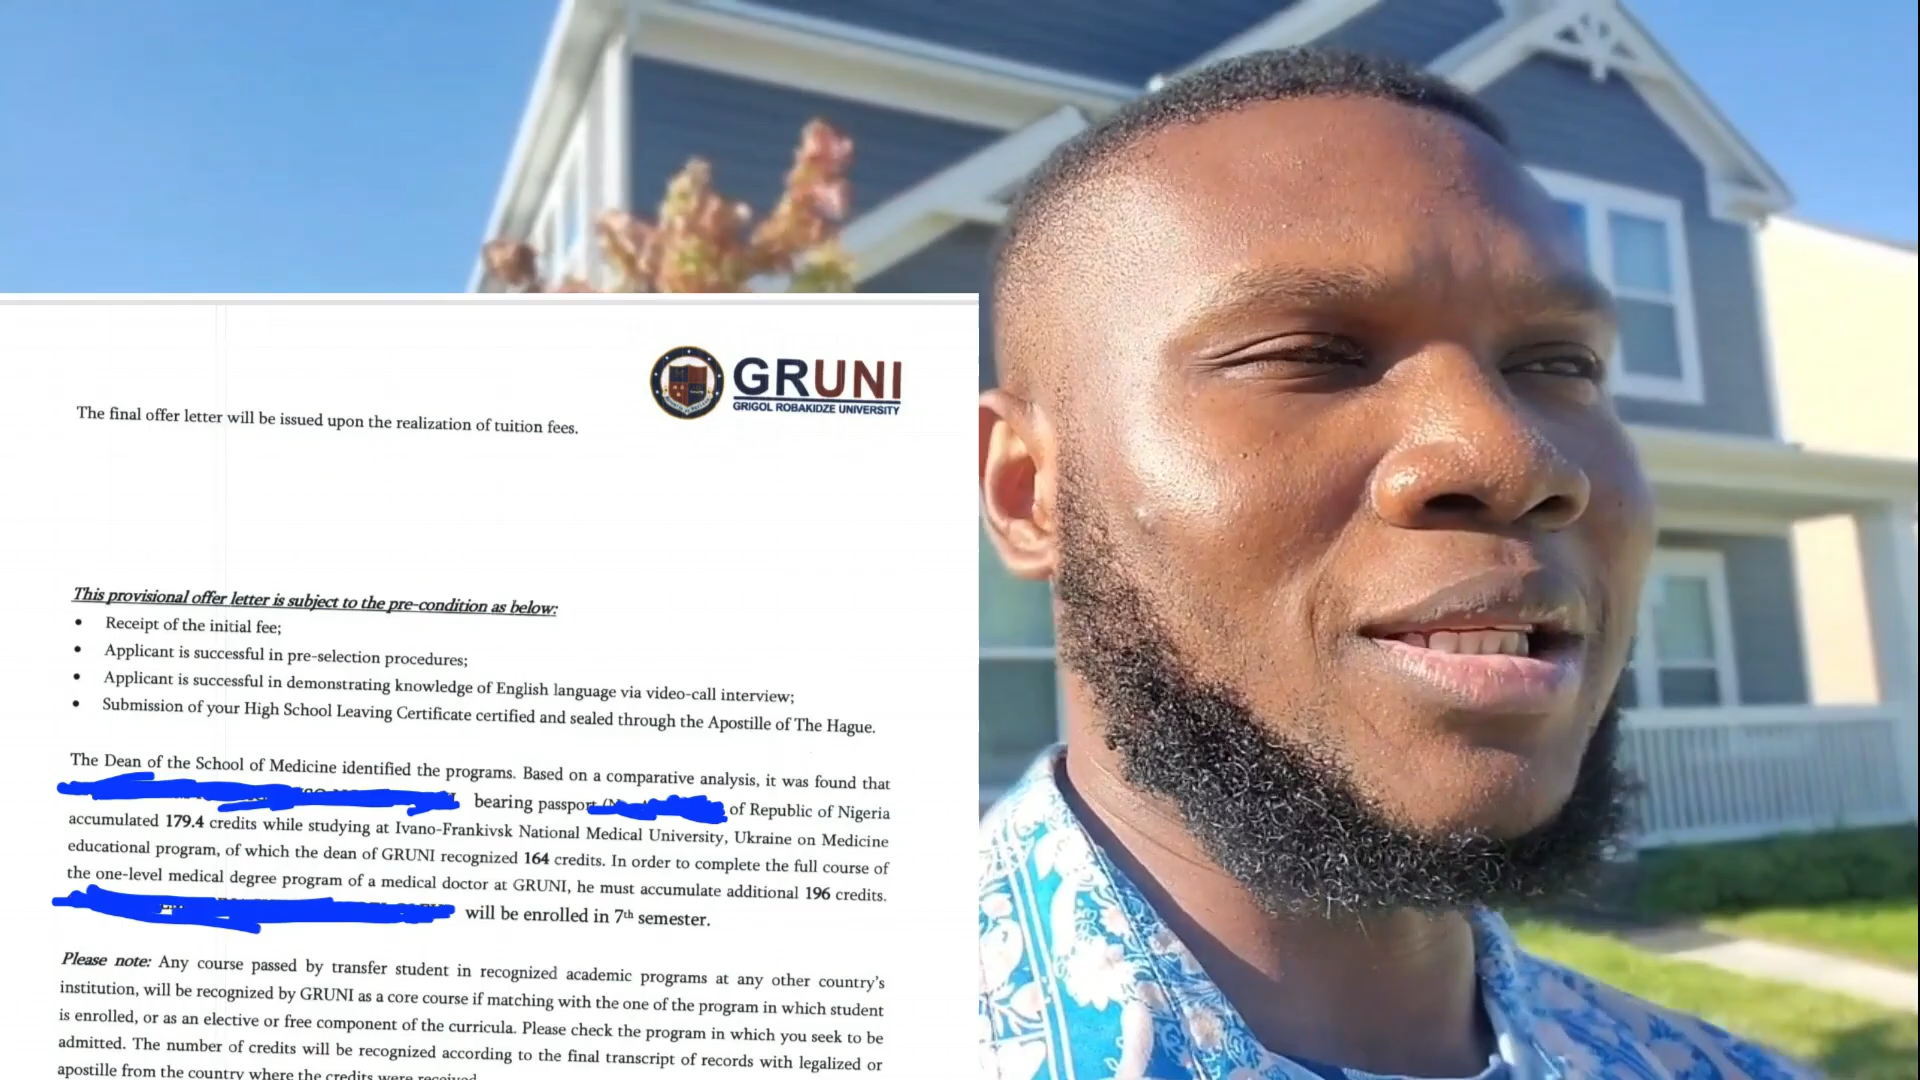 GRUNI
GRIGOL ROBAKIDZE UNIVERSITY
The final offer letter will be issued upon the realization of tuition fees.
This provisional offer letter is subject to the pre-condition as below:
• Receipt of the initial fee;
• Applicant is successful in pre-selection procedures;
• Applicant is successful in demonstrating knowledge of English language via video-call interview;
• Submission of your High School Leaving Certificate certified and sealed through the Apostille of The Hague.
The Dean of the School of Medicine identified the programs. Based on a comparative analysis, it was found that
bearing passport of Republic of Nigeria
accumulated 179.4 credits while studying at Ivano-Frankivsk National Medical University, Ukraine on Medicine
educational program, of which the dean of GRUNI recognized 164 credits. In order to complete the full course of
the one-level medical degree program of a medical doctor at GRUNI, he must accumulate additional 196 credits.
will be enrolled in 7th semester.
Please note: Any course passed by transfer student in recognized academic programs at any other country's
institution, will be recognized by GRUNI as a core course if matching with the one of the program in which student
is enrolled, or as an elective or free component of the curricula. Please check the program in which you seek to be
admitted. The number of credits will be recognized according to the final transcript of records with legalized or
apostille from the country where the credits were received.